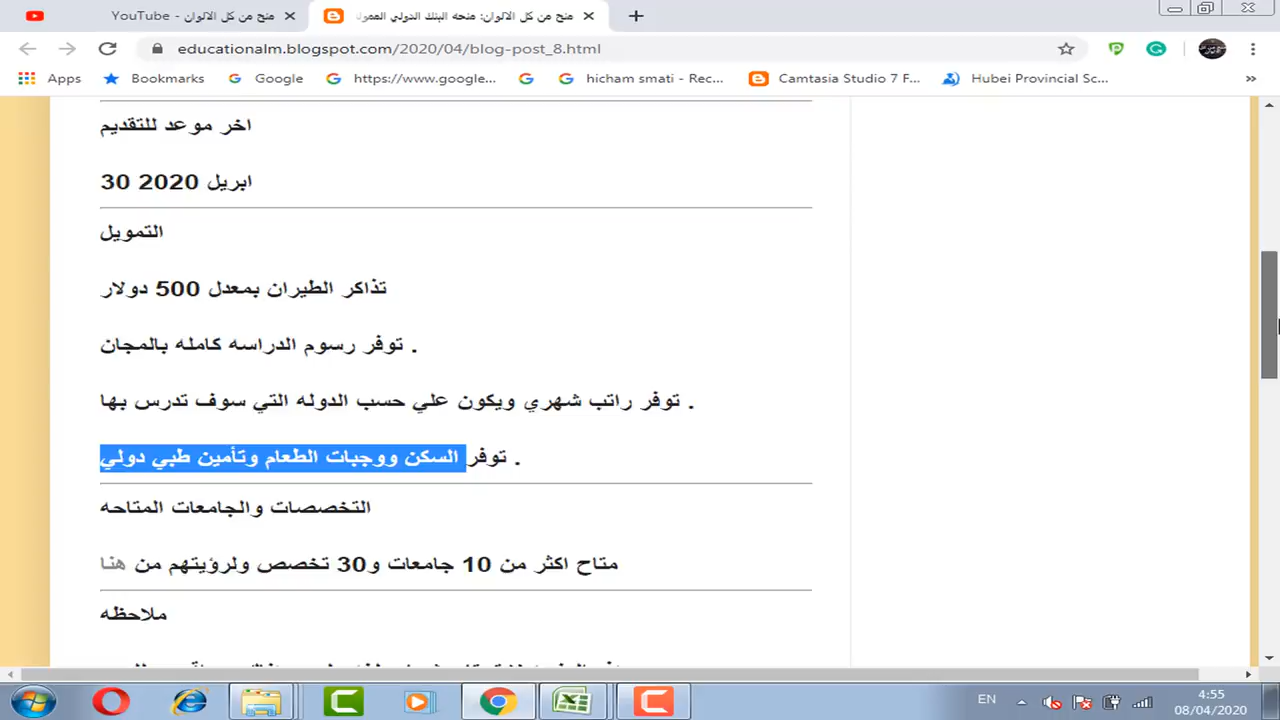 منح من كل الالوان - YouTube
منح من كل الالوان: منحه البنك الدولي الممو
educationalm.blogspot.com/2020/04/blog-post_8.html
Apps
Bookmarks
Google
https://www.google...
hicham smati - Rec...
Camtasia Studio 7 F...
Hubei Provincial Sc...
»
اخر موعد للتقديم
30 ابريل 2020
التمويل
تذاكر الطيران بمعدل 500 دولار
. توفر رسوم الدراسه كامله بالمجان
. توفر راتب شهري ويكون علي حسب الدوله التي سوف تدرس بها
. توفر السكن ووجبات الطعام وتأمين طبي دولي
التخصصات والجامعات المتاحه
متاح اكثر من 10 جامعات و30 تخصص ولرؤيتهم من هنا
ملاحظه
EN
4:55
08/04/2020